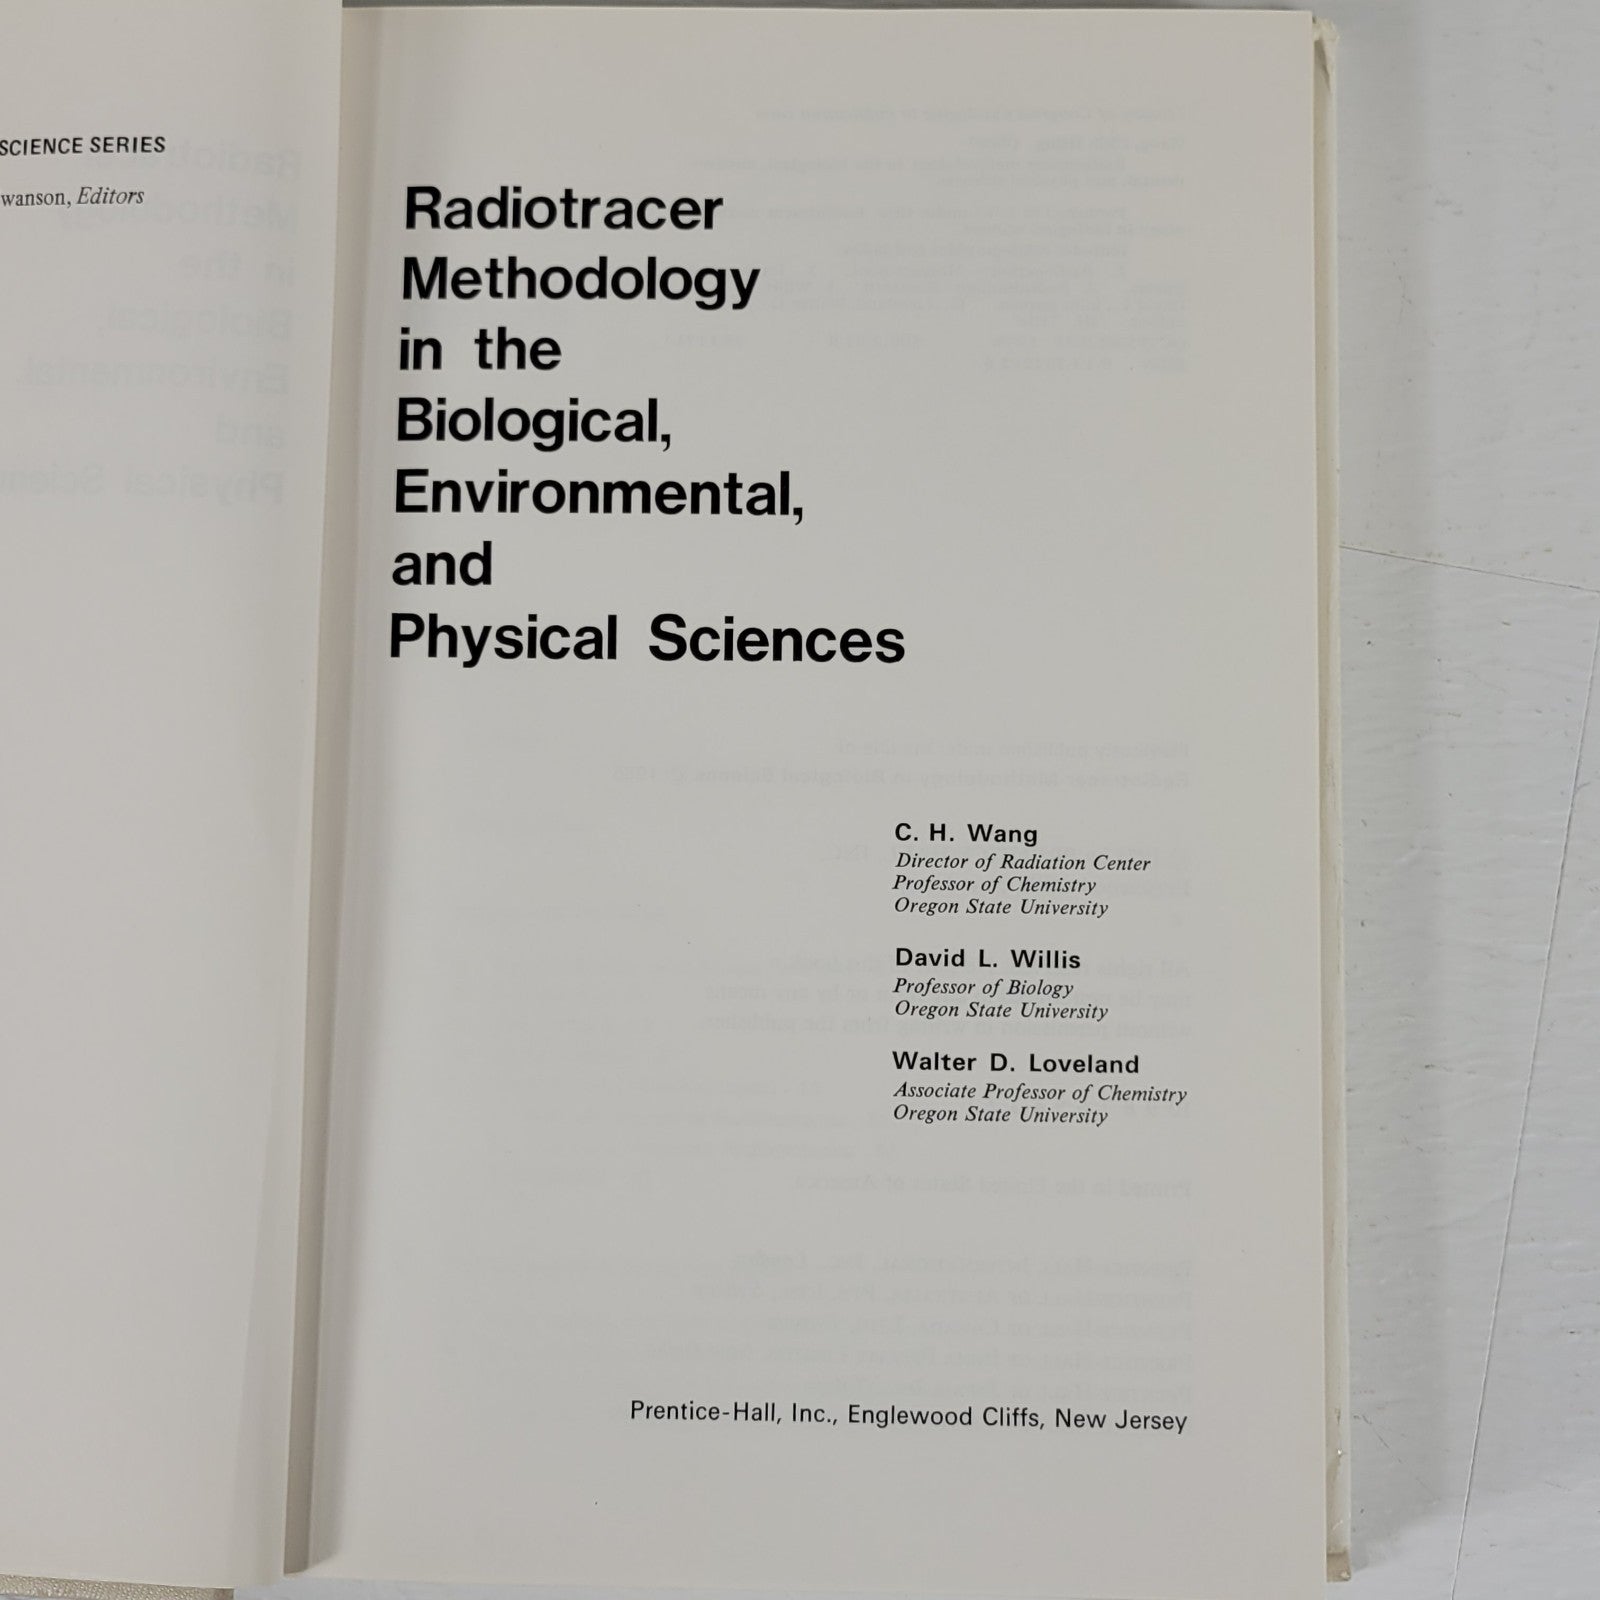 SCIENCE SERIES
wanson, Editors
Radiotracer
Methodology
in the
Biological,
Environmental,
and
Physical Sciences
C. H. Wang
Director of Radiation Center
Professor of Chemistry
Oregon State University
David L. Willis
Professor of Biology
Oregon State University
Walter D. Loveland
Associate Professor of Chemistry
Oregon State University
Prentice-Hall, Inc., Englewood Cliffs, New Jersey